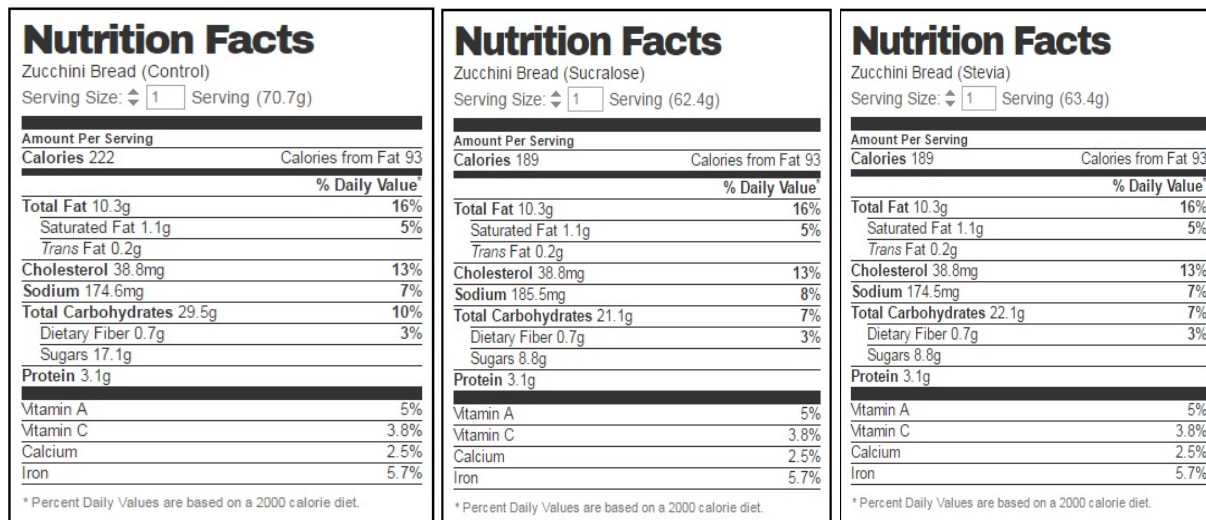 Nutrition Facts
Zucchini Bread (Control)
Serving Size: 1 Serving (70.7g)
Amount Per Serving
Calories 222 Calories from Fat 93
% Daily Value*
Total Fat 10.3g 16%
Saturated Fat 1.1g 5%
Trans Fat 0.2g
Cholesterol 38.8mg 13%
Sodium 174.6mg 7%
Total Carbohydrates 29.5g 10%
Dietary Fiber 0.7g 3%
Sugars 17.1g
Protein 3.1g
Vitamin A 5%
Vitamin C 3.8%
Calcium 2.5%
Iron 5.7%
* Percent Daily Values are based on a 2000 calorie diet.
Nutrition Facts
Zucchini Bread (Sucralose)
Serving Size: 1 Serving (62.4g)
Amount Per Serving
Calories 189 Calories from Fat 93
% Daily Value*
Total Fat 10.3g 16%
Saturated Fat 1.1g 5%
Trans Fat 0.2g
Cholesterol 38.8mg 13%
Sodium 185.5mg 8%
Total Carbohydrates 21.1g 7%
Dietary Fiber 0.7g 3%
Sugars 8.8g
Protein 3.1g
Vitamin A 5%
Vitamin C 3.8%
Calcium 2.5%
Iron 5.7%
* Percent Daily Values are based on a 2000 calorie diet.
Nutrition Facts
Zucchini Bread (Stevia)
Serving Size: 1 Serving (63.4g)
Amount Per Serving
Calories 189 Calories from Fat 93
% Daily Value*
Total Fat 10.3g 16%
Saturated Fat 1.1g 5%
Trans Fat 0.2g
Cholesterol 38.8mg 13%
Sodium 174.5mg 7%
Total Carbohydrates 22.1g 7%
Dietary Fiber 0.7g 3%
Sugars 8.8g
Protein 3.1g
Vitamin A 5%
Vitamin C 3.8%
Calcium 2.5%
Iron 5.7%
* Percent Daily Values are based on a 2000 calorie diet.